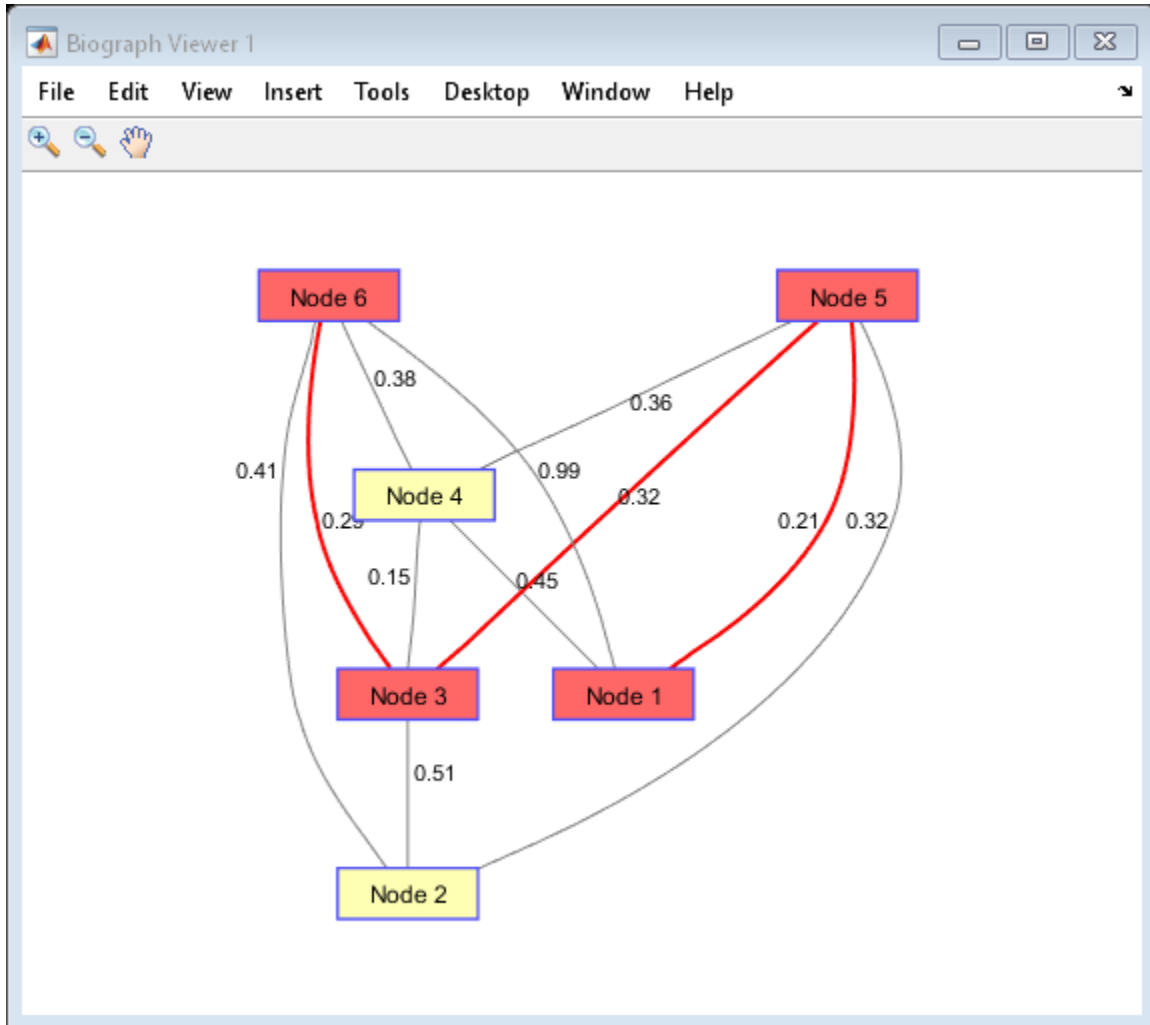 Biograph Viewer 1
File Edit View Insert Tools Desktop Window Help
Node 6
Node 5
0.38
0.36
0.41
0.99
Node 4
0.32
0.29
0.21
0.32
0.15
0.45
Node 3
Node 1
0.51
Node 2